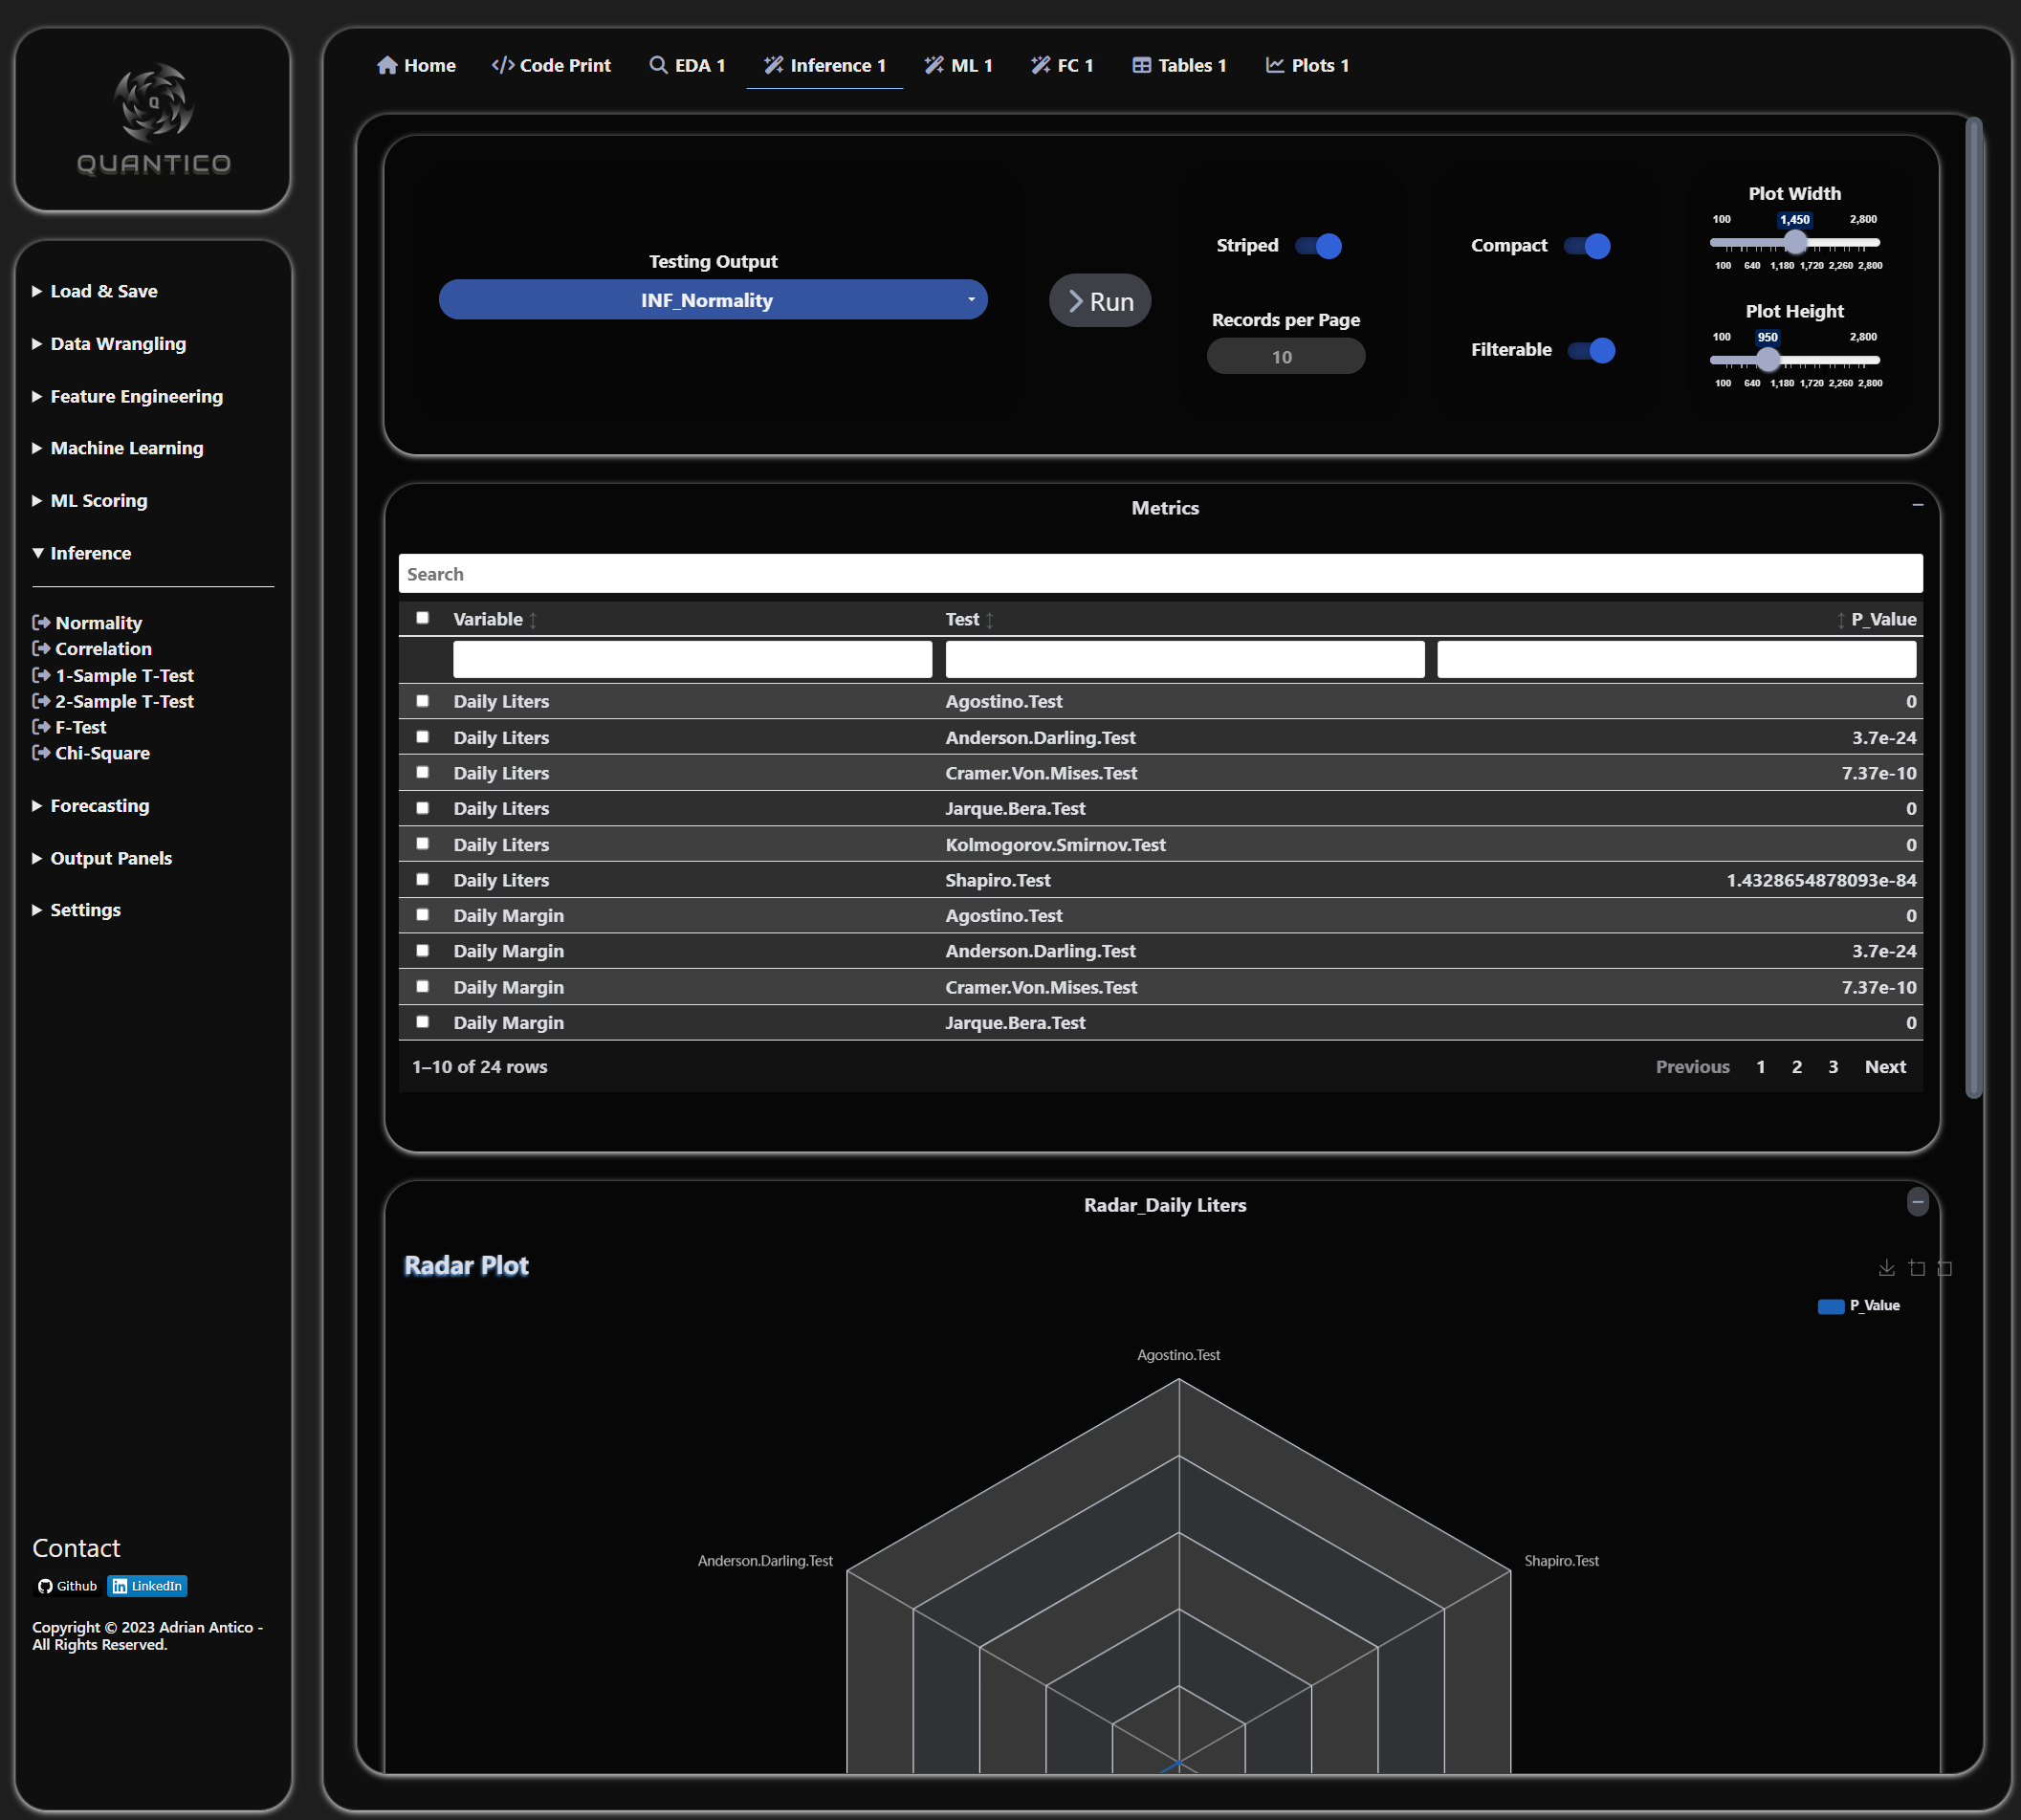 Q
QUANTICO
Load & Save
Data Wrangling
Feature Engineering
Machine Learning
ML Scoring
Inference
Normality
Correlation
1-Sample T-Test
2-Sample T-Test
F-Test
Chi-Square
Forecasting
Output Panels
Settings
Contact
Github LinkedIn
Copyright © 2023 Adrian Antico -
All Rights Reserved.
Home Code Print EDA 1 Inference 1 ML 1 FC 1 Tables 1 Plots 1
Testing Output
INF_Normality
Run
Striped
Records per Page
10
Compact
Filterable
Plot Width
100 1,450 2,800
100 640 1,180 1,720 2,260 2,800
Plot Height
100 950 2,800
100 640 1,180 1,720 2,260 2,800
Metrics
Search
Variable Test P_Value
Daily Liters Agostino.Test 0
Daily Liters Anderson.Darling.Test 3.7e-24
Daily Liters Cramer.Von.Mises.Test 7.37e-10
Daily Liters Jarque.Bera.Test 0
Daily Liters Kolmogorov.Smirnov.Test 0
Daily Liters Shapiro.Test 1.4328654878093e-84
Daily Margin Agostino.Test 0
Daily Margin Anderson.Darling.Test 3.7e-24
Daily Margin Cramer.Von.Mises.Test 7.37e-10
Daily Margin Jarque.Bera.Test 0
1–10 of 24 rows Previous 1 2 3 Next
Radar_Daily Liters
Radar Plot
P_Value
Agostino.Test
Anderson.Darling.Test
Shapiro.Test